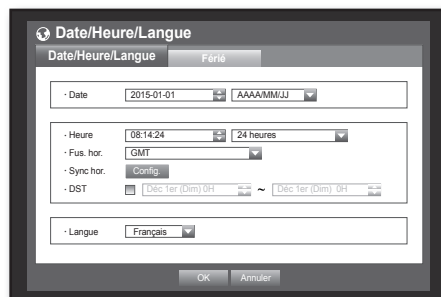 Date/Heure/Langue
Date/Heure/Langue Férié
· Date 2015-01-01 AAAA/MM/JJ
· Heure 08:14:24 24 heures
· Fus. hor. GMT
· Sync hor. Config.
· DST Déc 1er (Dim) 0H ~ Déc 1er (Dim) 0H
· Langue Français
OK Annuler